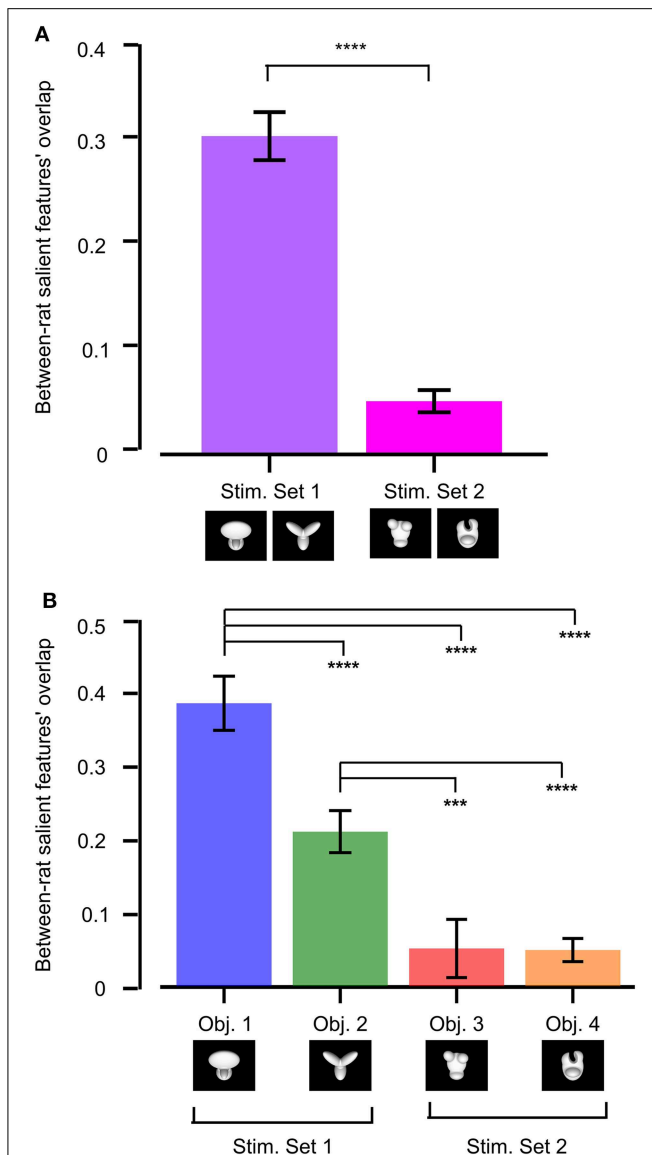 A
Between-rat salient features' overlap
0.4
0.3
0.2
0.1
0
****
Stim. Set 1
Stim. Set 2
B
Between-rat salient features' overlap
0.5
0.4
0.3
0.2
0.1
0
****
****
****
***
****
Obj. 1
Obj. 2
Obj. 3
Obj. 4
Stim. Set 1
Stim. Set 2